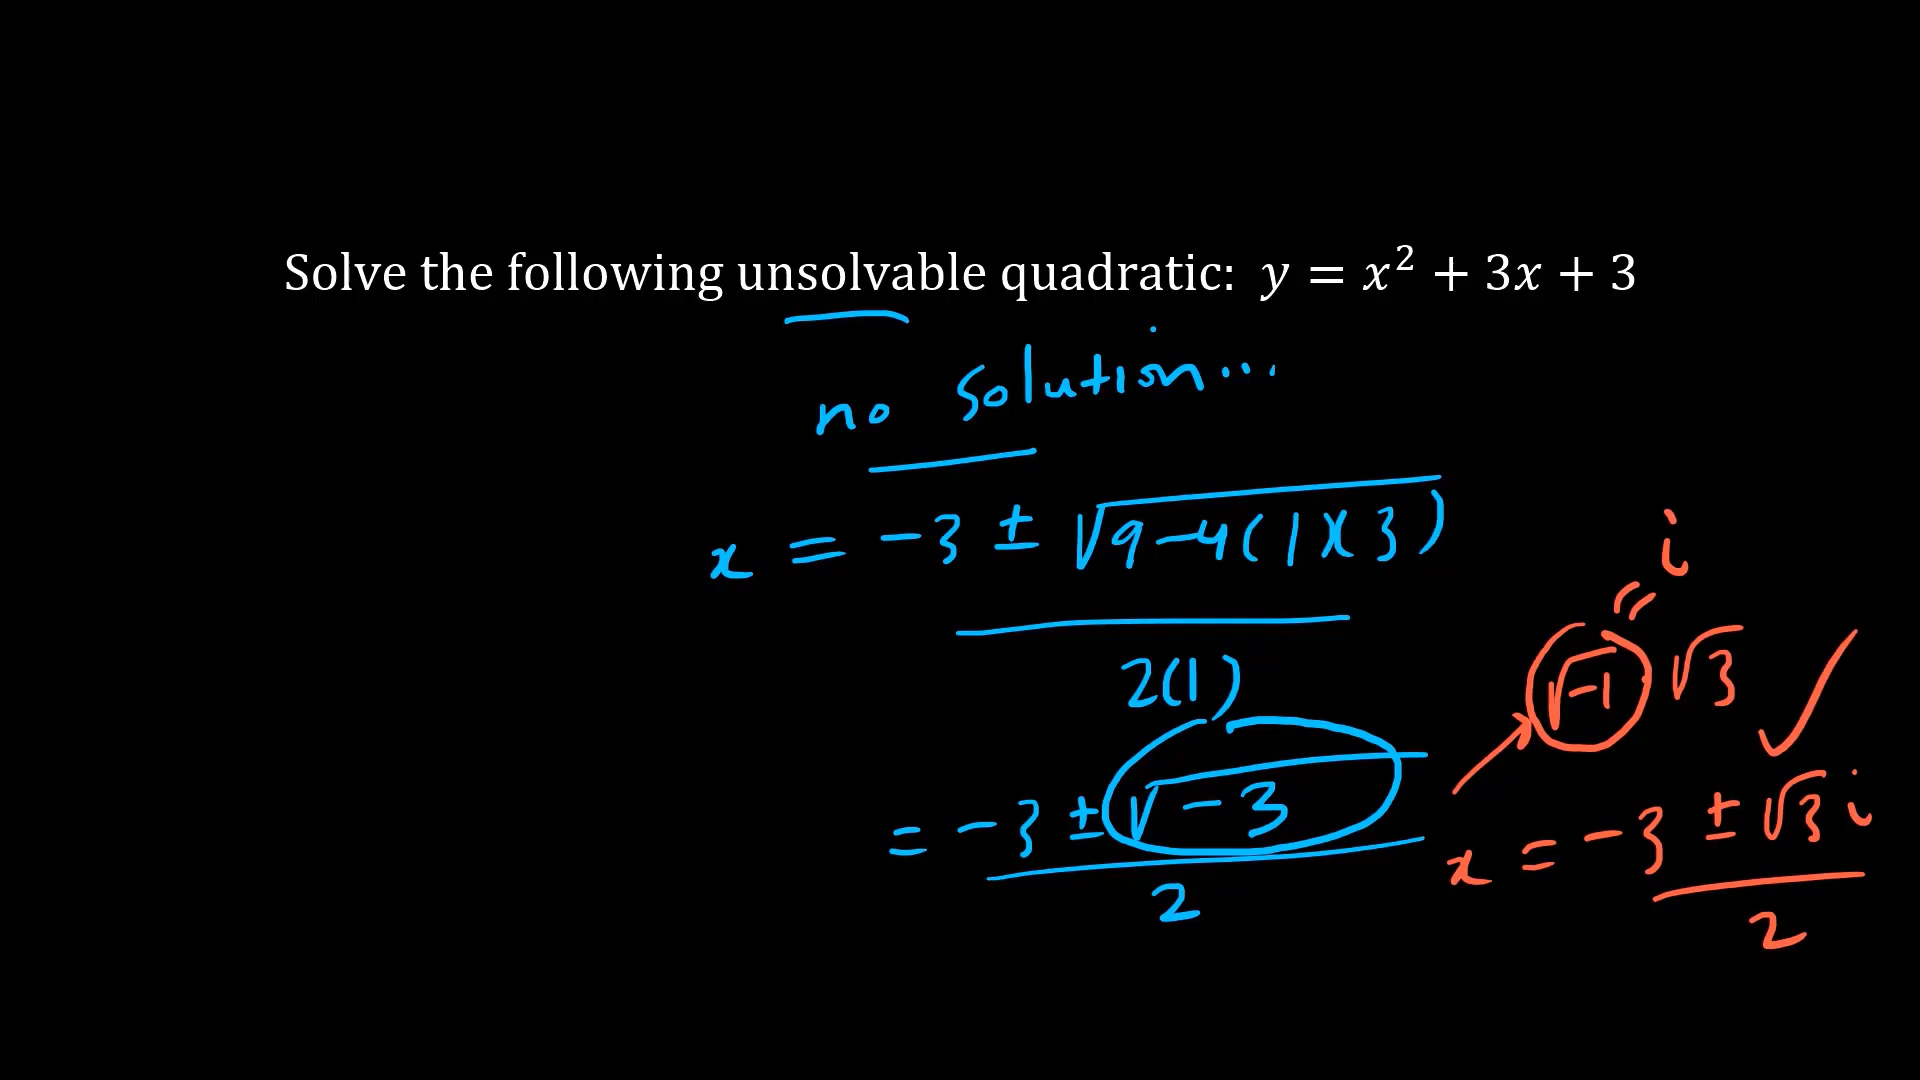 Solve the following unsolvable quadratic: y = x² + 3x + 3
no solution...
x = -3 ± √9-4(1)(3)
2(1)
= -3 ± √-3
2
i
=
√-1 √3 ✓
x = -3 ± √3 i
2